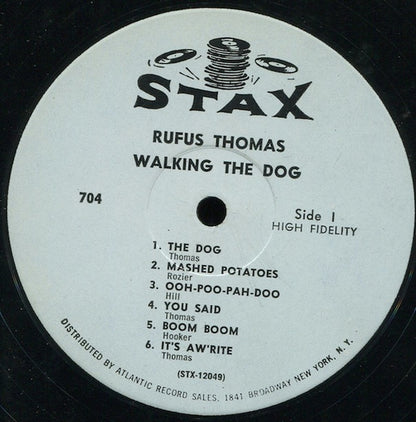 STAX
RUFUS THOMAS
WALKING THE DOG
704
Side 1
HIGH FIDELITY
1. THE DOG
Thomas
2. MASHED POTATOES
Rozier
3. OOH-POO-PAH-DOO
Hill
4. YOU SAID
Thomas
5. BOOM BOOM
Hooker
6. IT'S AW'RITE
Thomas
(STX-12049)
DISTRIBUTED BY ATLANTIC RECORD SALES, 1841 BROADWAY NEW YORK, N. Y.